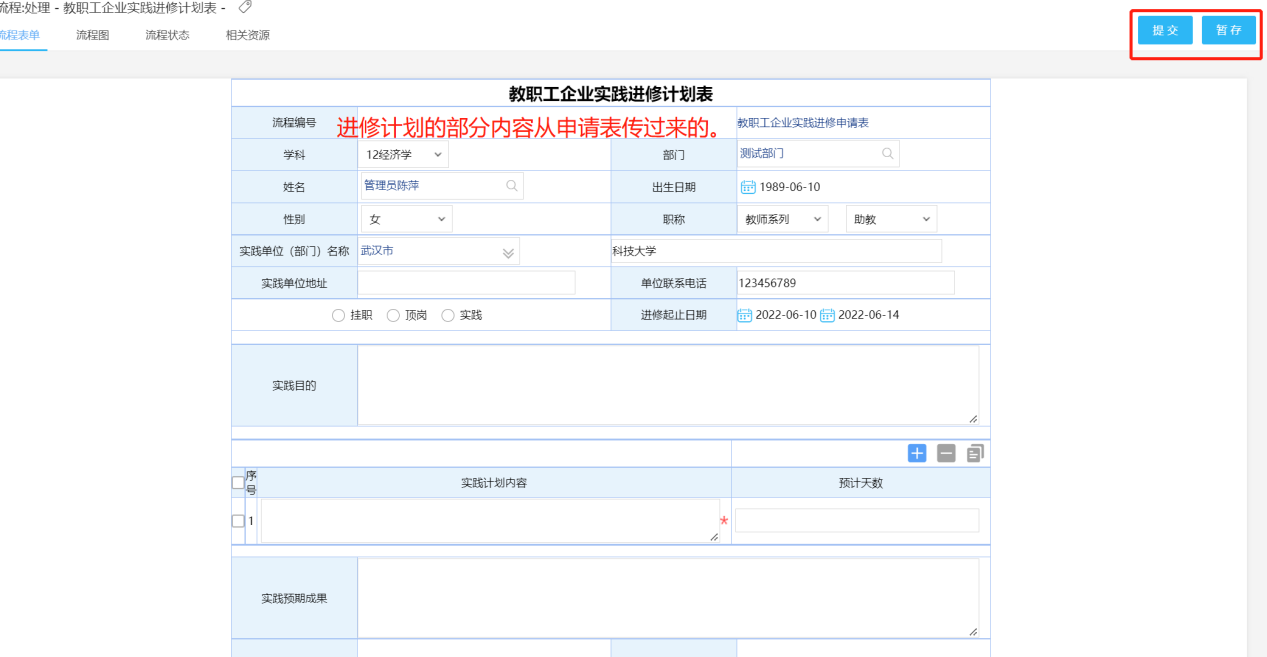 流程:处理 - 教职工企业实践进修计划表 -
提 交 暂 存
流程表单 流程图 流程状态 相关资源
教职工企业实践进修计划表
流程编号 进修计划的部分内容从申请表传过来的。 教职工企业实践进修申请表
学科 12经济学 部门 测试部门
姓名 管理员陈萍 出生日期 1989-06-10
性别 女 职称 教师系列 助教
实践单位（部门）名称 武汉市 科技大学
实践单位地址 单位联系电话 123456789
挂职 顶岗 实践 进修起止日期 2022-06-10 2022-06-14
实践目的
序号 实践计划内容 预计天数
1 *
实践预期成果